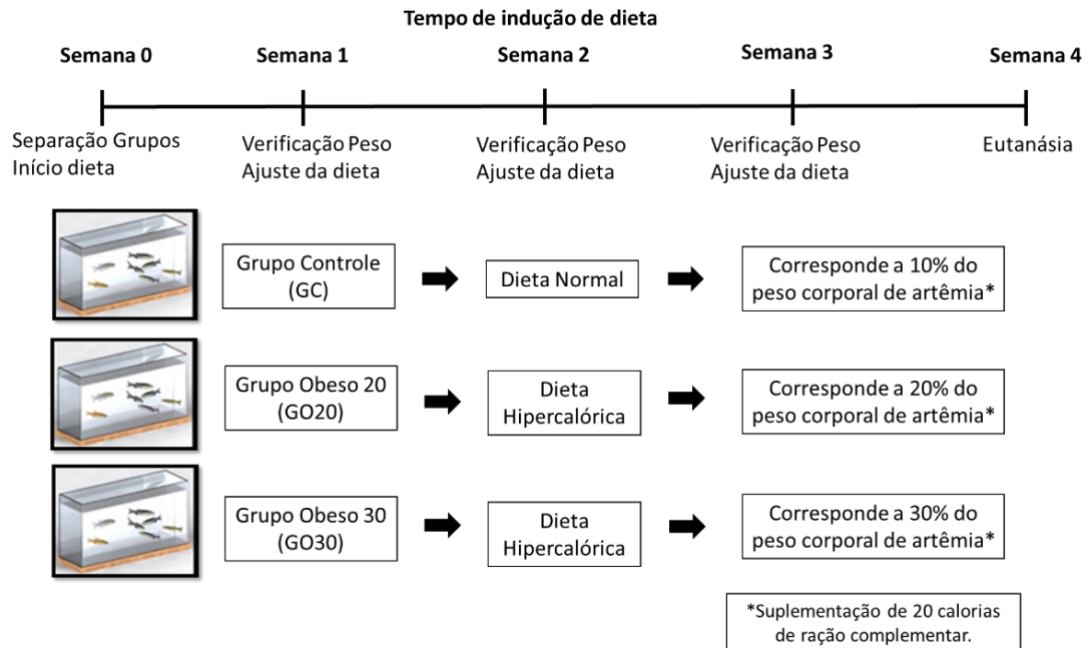 Tempo de indução de dieta
Semana 0
Semana 1
Semana 2
Semana 3
Semana 4
Separação Grupos
Início dieta
Verificação Peso
Ajuste da dieta
Verificação Peso
Ajuste da dieta
Verificação Peso
Ajuste da dieta
Eutanásia
Grupo Controle
(GC)
Dieta Normal
Corresponde a 10% do
peso corporal de artêmia*
Grupo Obeso 20
(GO20)
Dieta
Hipercalórica
Corresponde a 20% do
peso corporal de artêmia*
Grupo Obeso 30
(GO30)
Dieta
Hipercalórica
Corresponde a 30% do
peso corporal de artêmia*
*Suplementação de 20 calorias
de ração complementar.